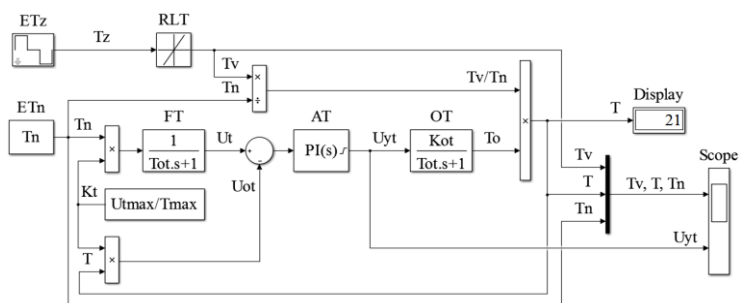 ETz
RLT
Tz
Tv
Tn
×
÷
Tv/Tn
ETn
Tn
Tn
×
FT
1
Tot.s+1
Ut
+
-
Uot
AT
PI(s)
Uyt
OT
Kot
Tot.s+1
To
×
T
Display
21
Kt
Utmax/Tmax
T
×
Tv
T
Tn
Tv, T, Tn
Uyt
Scope